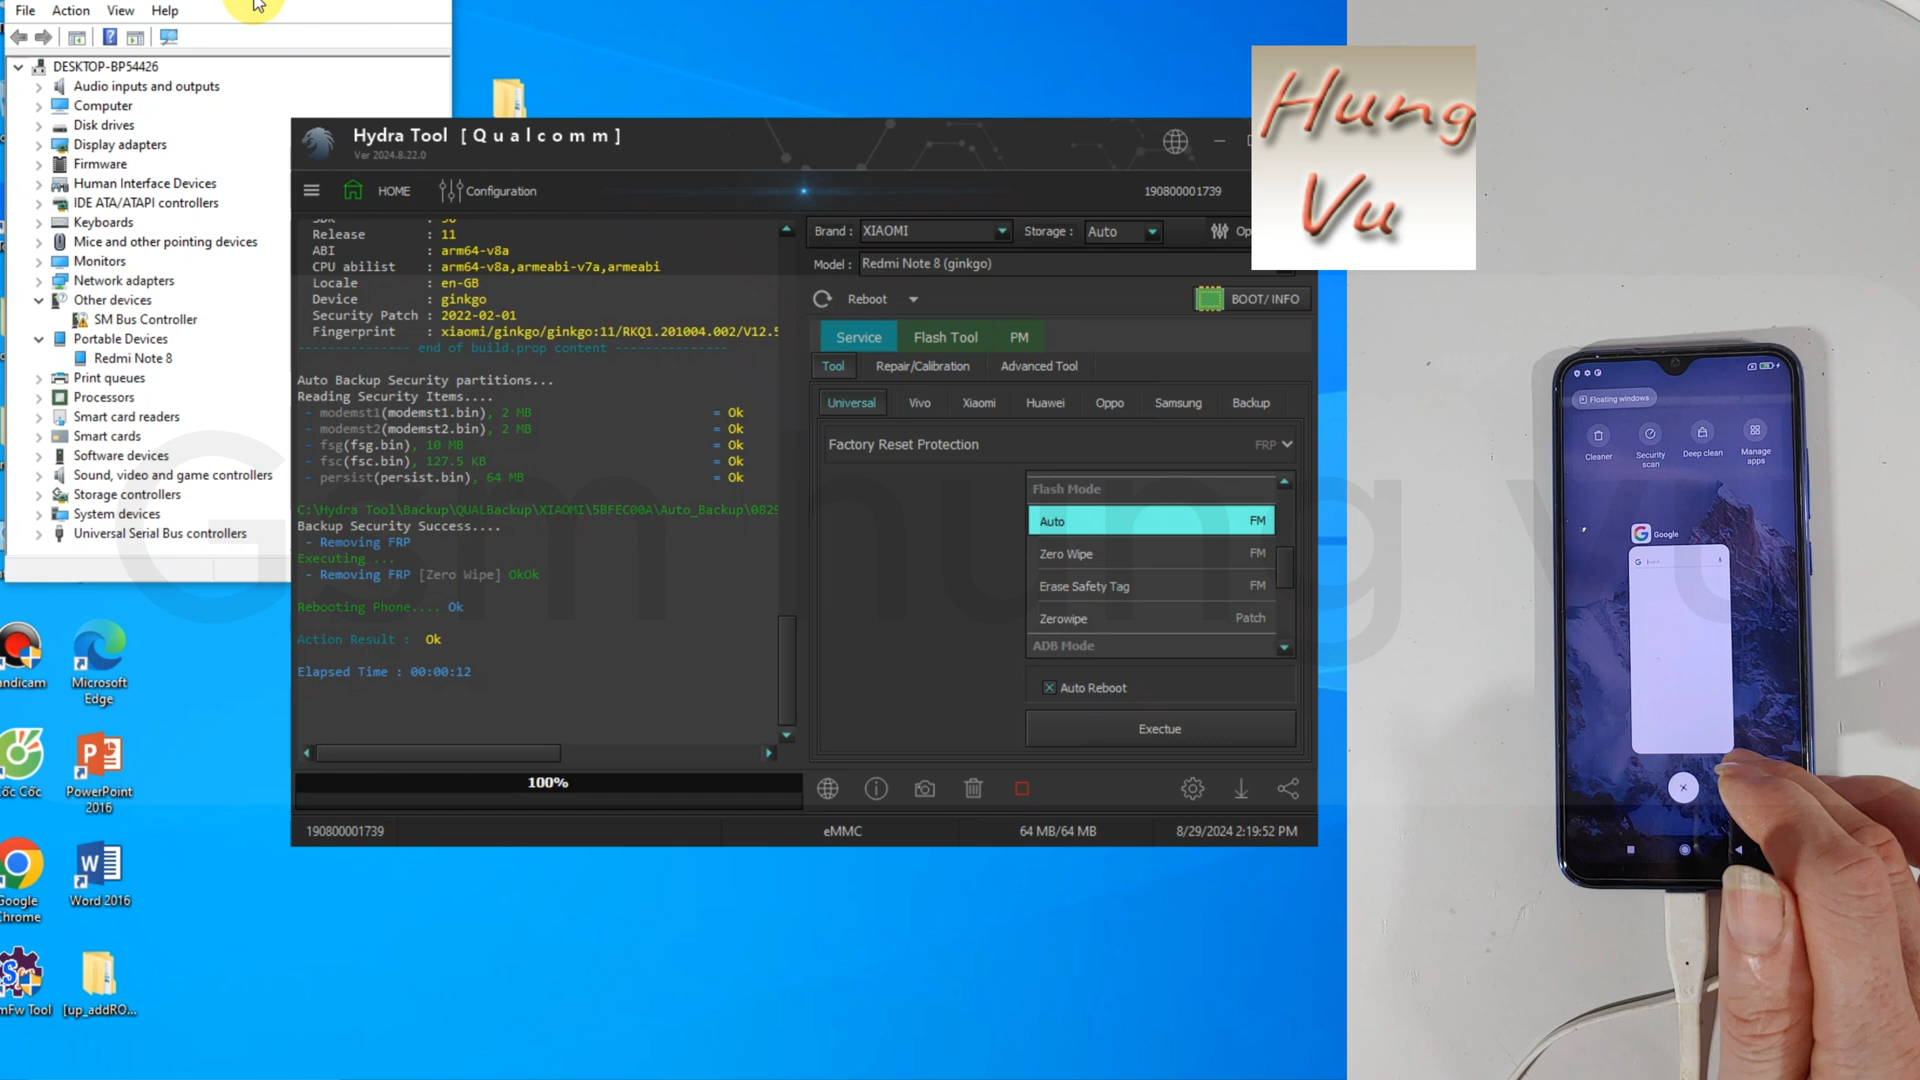 File Action View Help
DESKTOP-BP54426
Audio inputs and outputs
Computer
Disk drives
Display adapters
Firmware
Human Interface Devices
IDE ATA/ATAPI controllers
Keyboards
Mice and other pointing devices
Monitors
Network adapters
Other devices
SM Bus Controller
Portable Devices
Redmi Note 8
Print queues
Processors
Smart card readers
Smart cards
Software devices
Sound, video and game controllers
Storage controllers
System devices
Universal Serial Bus controllers
andicam
Microsoft
Edge
Cốc Cốc
PowerPoint
2016
Google
Chrome
Word 2016
mFw Tool
[up_addRO...
Hydra Tool [ Qualcomm ]
Ver 2024.8.22.0
HOME
Configuration
190800001739
Release : 11
ABI : arm64-v8a
CPU abilist : arm64-v8a,armeabi-v7a,armeabi
Locale : en-GB
Device : ginkgo
Security Patch : 2022-02-01
Fingerprint : xiaomi/ginkgo/ginkgo:11/RKQ1.201004.002/V12.5
--------------- end of build.prop content ---------------
Auto Backup Security partitions...
Reading Security Items....
- modemst1(modemst1.bin), 2 MB = Ok
- modemst2(modemst2.bin), 2 MB = Ok
- fsg(fsg.bin), 10 MB = Ok
- fsc(fsc.bin), 127.5 KB = Ok
- persist(persist.bin), 64 MB = Ok
C:\Hydra Tool\Backup\QUALBackup\XIAOMI\5BFEC00A\Auto_Backup\0829
Backup Security Success....
- Removing FRP
Executing ...
- Removing FRP [Zero Wipe] OkOk
Rebooting Phone.... Ok
Action Result : Ok
Elapsed Time : 00:00:12
100%
Brand : XIAOMI Storage : Auto Op
Model : Redmi Note 8 (ginkgo)
Reboot
BOOT/ INFO
Service Flash Tool PM
Tool Repair/Calibration Advanced Tool
Universal Vivo Xiaomi Huawei Oppo Samsung Backup
Factory Reset Protection FRP
Flash Mode
Auto FM
Zero Wipe FM
Erase Safety Tag FM
Zerowipe Patch
ADB Mode
Auto Reboot
Exectue
190800001739
eMMC
64 MB/64 MB
8/29/2024 2:19:52 PM
Gsm hung vu
Hung
Vu
Floating windows
Cleaner
Security
scan
Deep clean
Manage
apps
Google